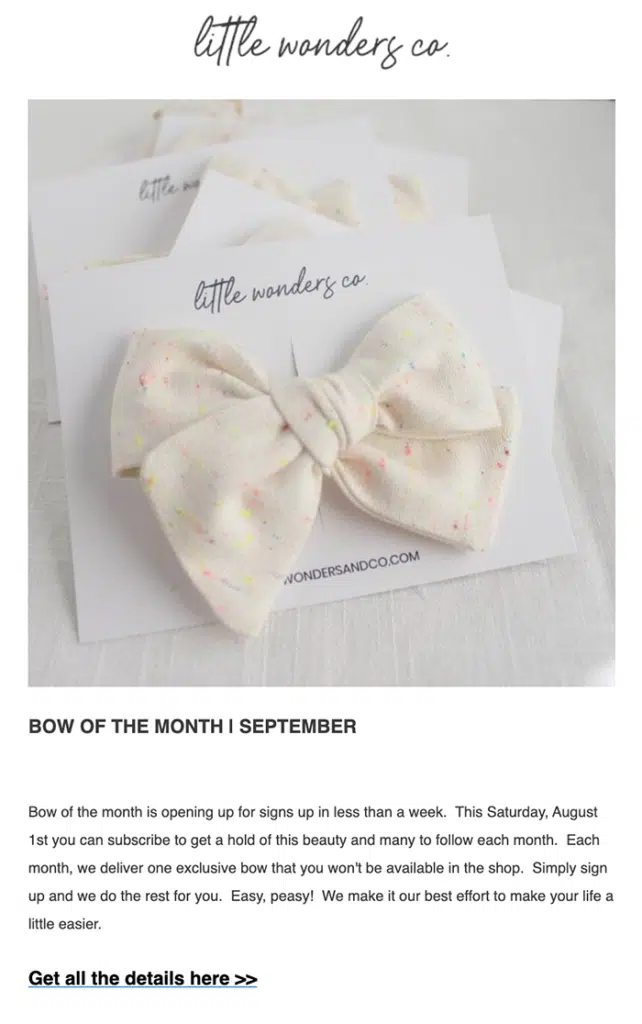 little wonders co.
little wo
little wonders co.
WONDERSANDCO.COM
BOW OF THE MONTH | SEPTEMBER
Bow of the month is opening up for signs up in less than a week.  This Saturday, August
1st you can subscribe to get a hold of this beauty and many to follow each month.  Each
month, we deliver one exclusive bow that you won't be available in the shop.  Simply sign
up and we do the rest for you.  Easy, peasy!  We make it our best effort to make your life a
little easier.
Get all the details here >>